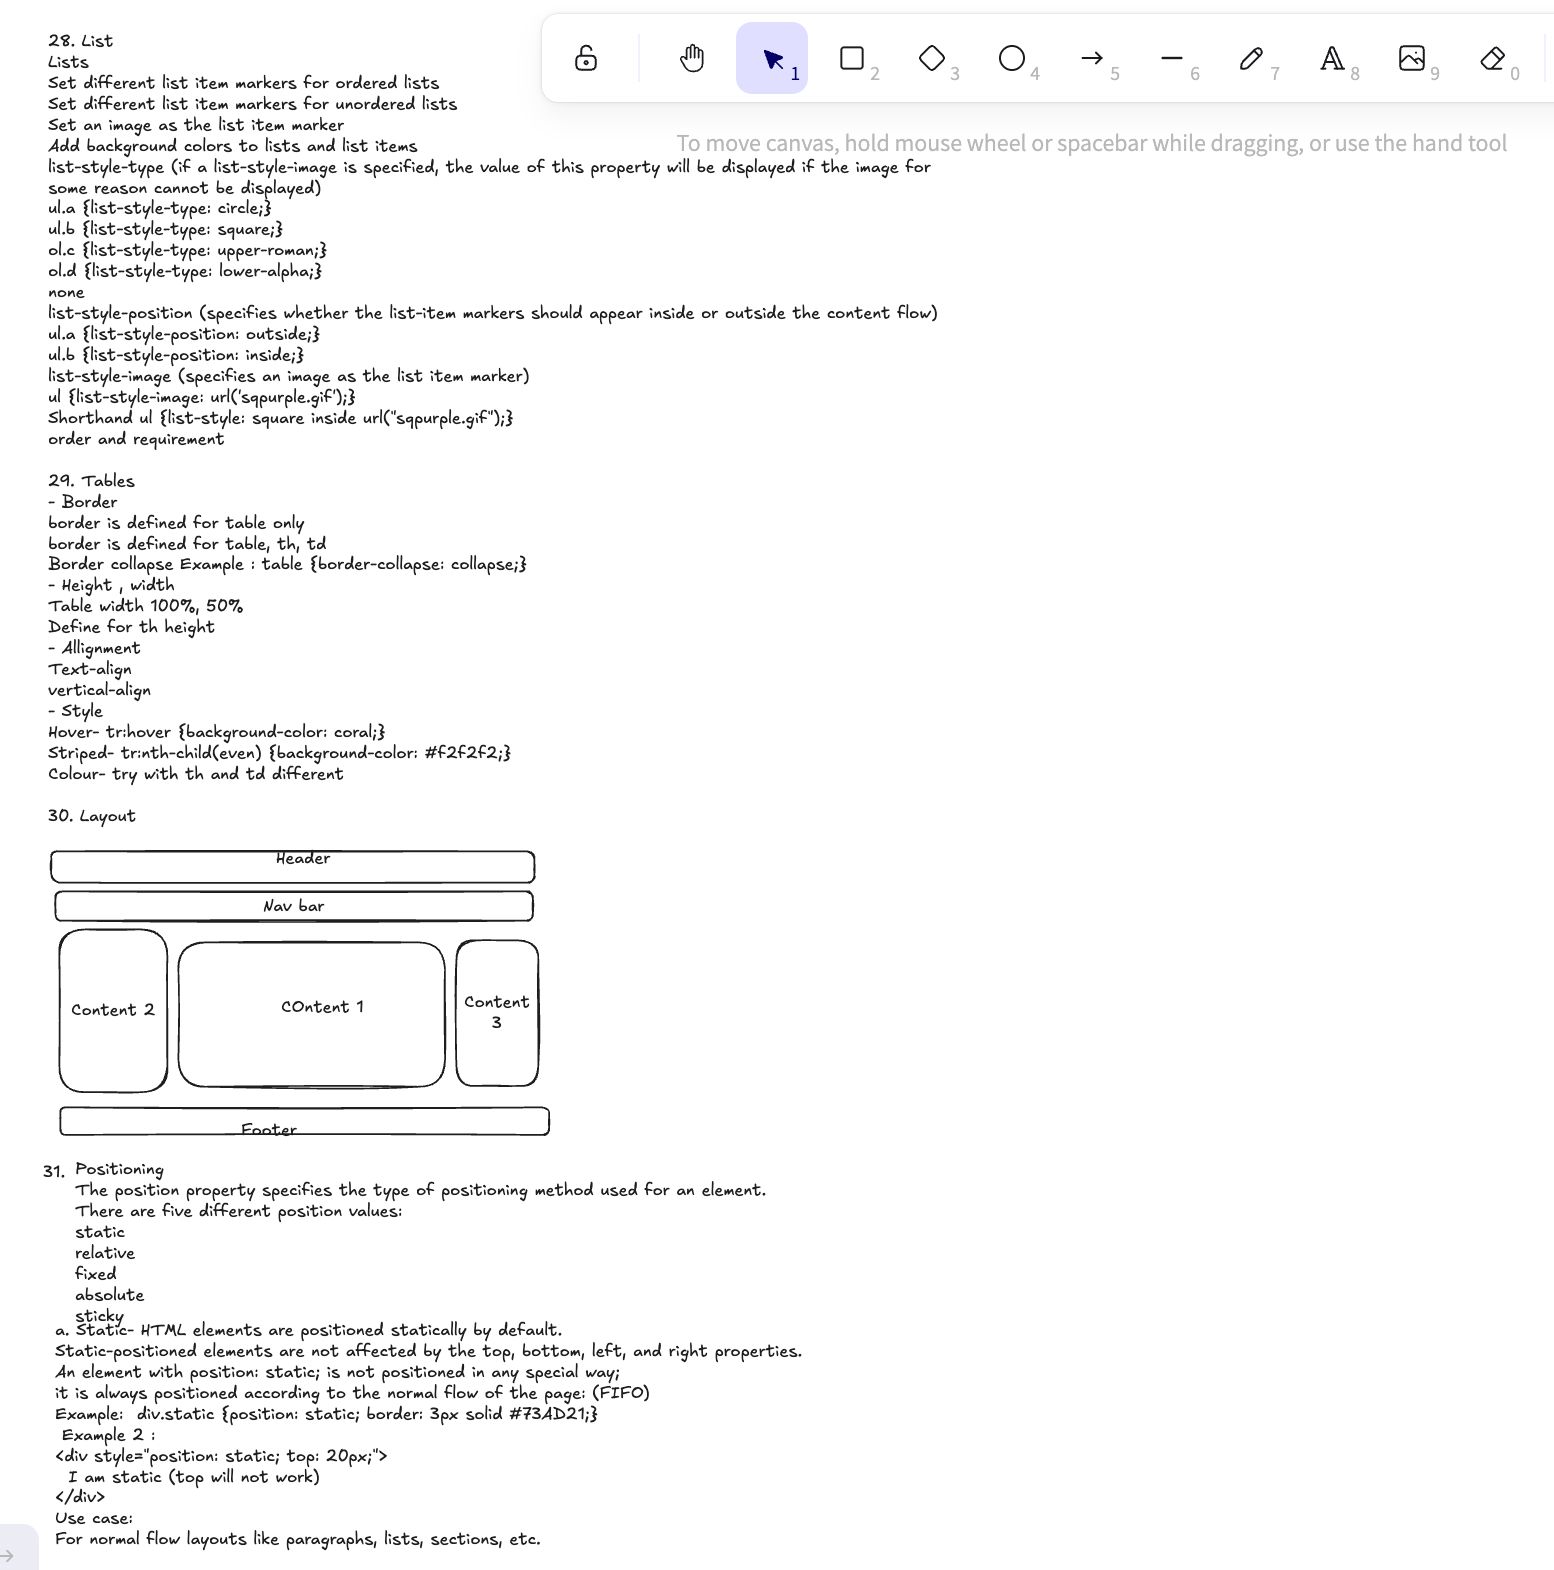 28. List
Lists
Set different list item markers for ordered lists
Set different list item markers for unordered lists
Set an image as the list item marker
Add background colors to lists and list items
list-style-type (if a list-style-image is specified, the value of this property will be displayed if the image for
some reason cannot be displayed)
ul.a {list-style-type: circle;}
ul.b {list-style-type: square;}
ol.c {list-style-type: upper-roman;}
ol.d {list-style-type: lower-alpha;}
none
list-style-position (specifies whether the list-item markers should appear inside or outside the content flow)
ul.a {list-style-position: outside;}
ul.b {list-style-position: inside;}
list-style-image (specifies an image as the list item marker)
ul {list-style-image: url('sqpurple.gif');}
Shorthand ul {list-style: square inside url("sqpurple.gif");}
order and requirement
1 2 3 4 5 6 7 A 8 9 0
To move canvas, hold mouse wheel or spacebar while dragging, or use the hand tool
29. Tables
- Border
border is defined for table only
border is defined for table, th, td
Border collapse Example : table {border-collapse: collapse;}
- Height , width
Table width 100%, 50%
Define for th height
- Allignment
Text-align
vertical-align
- Style
Hover- tr:hover {background-color: coral;}
Striped- tr:nth-child(even) {background-color: #f2f2f2;}
Colour- try with th and td different
30. Layout
Header
Nav bar
Content 2
COntent 1
Content
3
Footer
31. Positioning
The position property specifies the type of positioning method used for an element.
There are five different position values:
static
relative
fixed
absolute
sticky
a. Static- HTML elements are positioned statically by default.
Static-positioned elements are not affected by the top, bottom, left, and right properties.
An element with position: static; is not positioned in any special way;
it is always positioned according to the normal flow of the page: (FIFO)
Example:  div.static {position: static; border: 3px solid #73AD21;}
Example 2 :
<div style="position: static; top: 20px;">
I am static (top will not work)
</div>
Use case:
For normal flow layouts like paragraphs, lists, sections, etc.